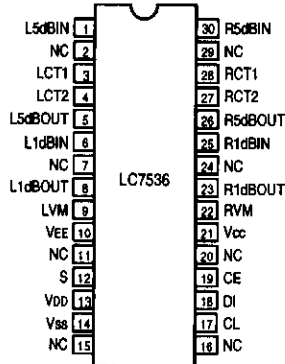 L5dBIN 1 30 R5dBIN
NC 2 29 NC
LCT1 3 28 RCT1
LCT2 4 27 RCT2
L5dBOUT 5 26 R5dBOUT
L1dBIN 6 25 R1dBIN
NC 7 24 NC
LC7536
L1dBOUT 8 23 R1dBOUT
LVM 9 22 RVM
VEE 10 21 Vcc
NC 11 20 NC
S 12 19 CE
VDD 13 18 DI
Vss 14 17 CL
NC 15 16 NC